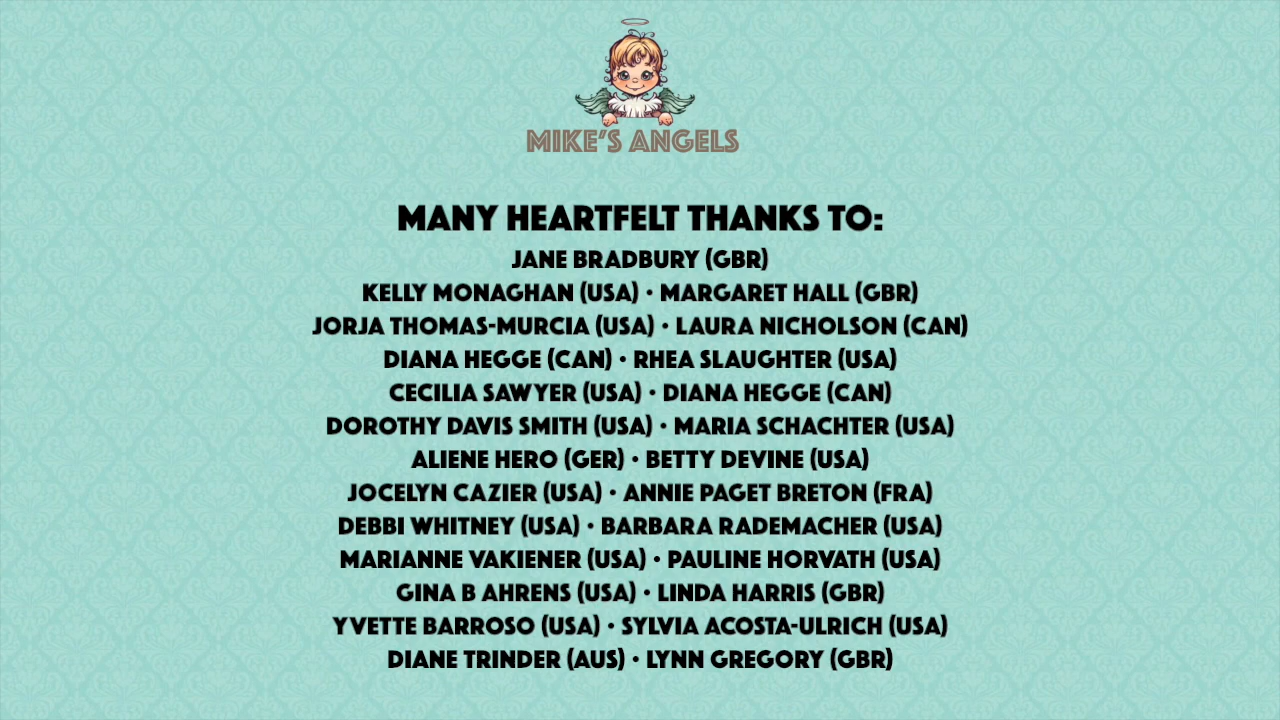 MIKE'S ANGELS
MANY HEARTFELT THANKS TO:
JANE BRADBURY (GBR)
KELLY MONAGHAN (USA) • MARGARET HALL (GBR)
JORJA THOMAS-MURCIA (USA) • LAURA NICHOLSON (CAN)
DIANA HEGGE (CAN) • RHEA SLAUGHTER (USA)
CECILIA SAWYER (USA) • DIANA HEGGE (CAN)
DOROTHY DAVIS SMITH (USA) • MARIA SCHACHTER (USA)
ALIENE HERO (GER) • BETTY DEVINE (USA)
JOCELYN CAZIER (USA) • ANNIE PAGET BRETON (FRA)
DEBBI WHITNEY (USA) • BARBARA RADEMACHER (USA)
MARIANNE VAKIENER (USA) • PAULINE HORVATH (USA)
GINA B AHRENS (USA) • LINDA HARRIS (GBR)
YVETTE BARROSO (USA) • SYLVIA ACOSTA-ULRICH (USA)
DIANE TRINDER (AUS) • LYNN GREGORY (GBR)